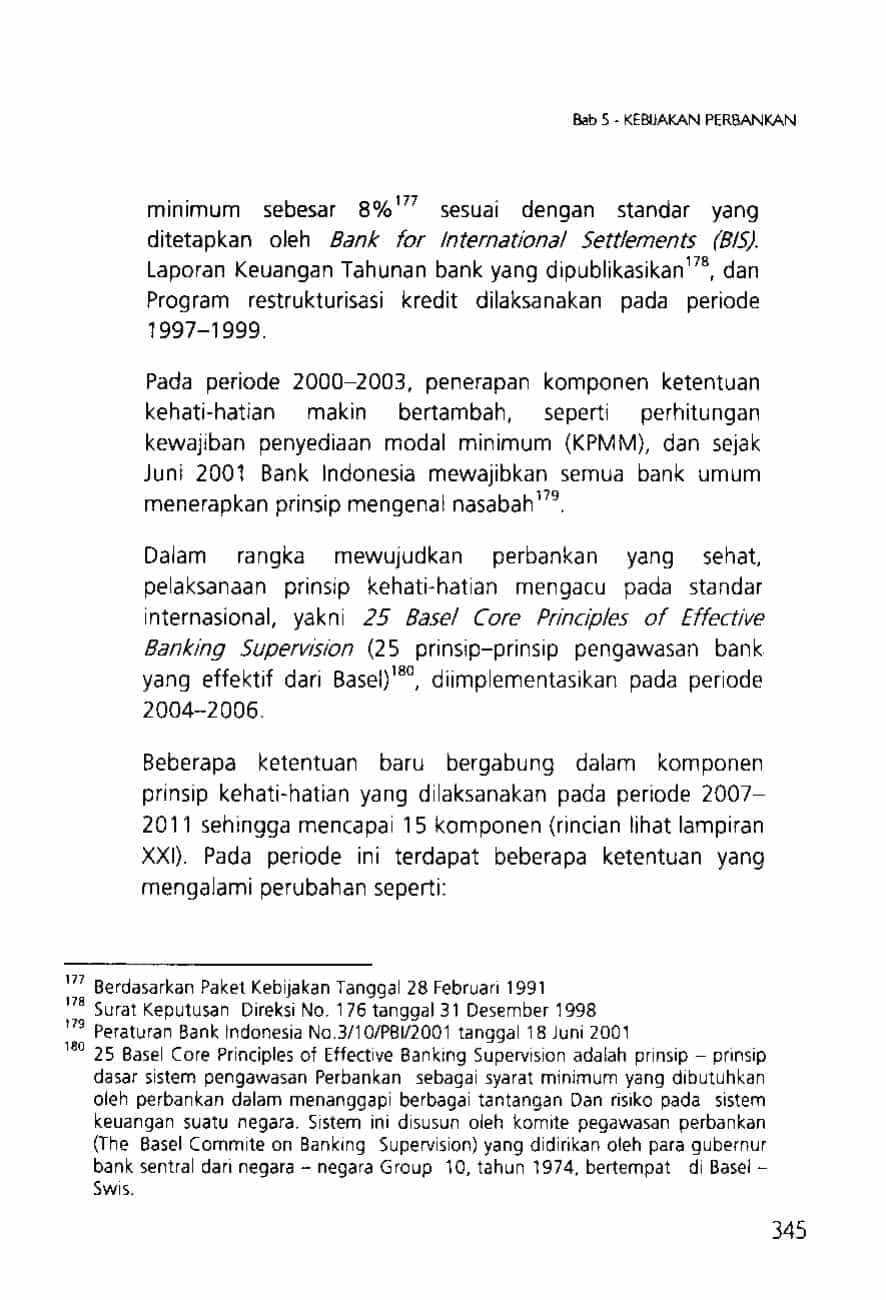 Bab 5 - KEBIJAKAN PERBANKAN
minimum sebesar 8%177 sesuai dengan standar yang
ditetapkan oleh Bank for International Settlements (BIS).
Laporan Keuangan Tahunan bank yang dipublikasikan178, dan
Program restrukturisasi kredit dilaksanakan pada periode
1997–1999.
Pada periode 2000–2003, penerapan komponen ketentuan
kehati-hatian makin bertambah, seperti perhitungan
kewajiban penyediaan modal minimum (KPMM), dan sejak
Juni 2001 Bank Indonesia mewajibkan semua bank umum
menerapkan prinsip mengenal nasabah179.
Dalam rangka mewujudkan perbankan yang sehat,
pelaksanaan prinsip kehati-hatian mengacu pada standar
internasional, yakni 25 Basel Core Principles of Effective
Banking Supervision (25 prinsip–prinsip pengawasan bank
yang effektif dari Basel)180, diimplementasikan pada periode
2004–2006.
Beberapa ketentuan baru bergabung dalam komponen
prinsip kehati-hatian yang dilaksanakan pada periode 2007–
2011 sehingga mencapai 15 komponen (rincian lihat lampiran
XXI). Pada periode ini terdapat beberapa ketentuan yang
mengalami perubahan seperti:
177 Berdasarkan Paket Kebijakan Tanggal 28 Februari 1991
178 Surat Keputusan Direksi No. 176 tanggal 31 Desember 1998
179 Peraturan Bank Indonesia No.3/10/PBI/2001 tanggal 18 Juni 2001
180 25 Basel Core Principles of Effective Banking Supervision adalah prinsip – prinsip
dasar sistem pengawasan Perbankan sebagai syarat minimum yang dibutuhkan
oleh perbankan dalam menanggapi berbagai tantangan Dan risiko pada sistem
keuangan suatu negara. Sistem ini disusun oleh komite pegawasan perbankan
(The Basel Commite on Banking Supervision) yang didirikan oleh para gubernur
bank sentral dari negara – negara Group 10, tahun 1974, bertempat di Basel –
Swis.
345